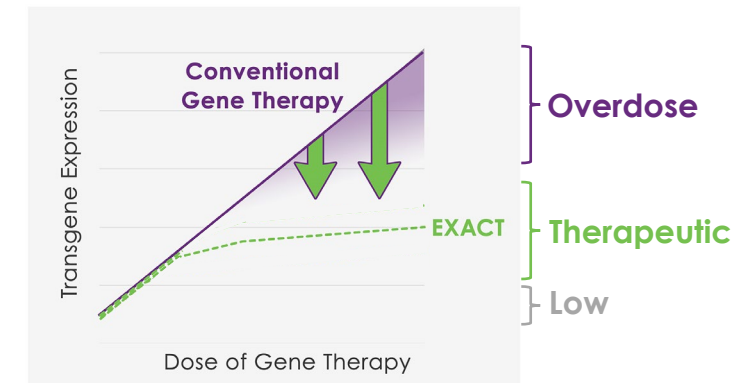 Conventional
Gene Therapy
Overdose
Transgene Expression
EXACT
Therapeutic
Low
Dose of Gene Therapy